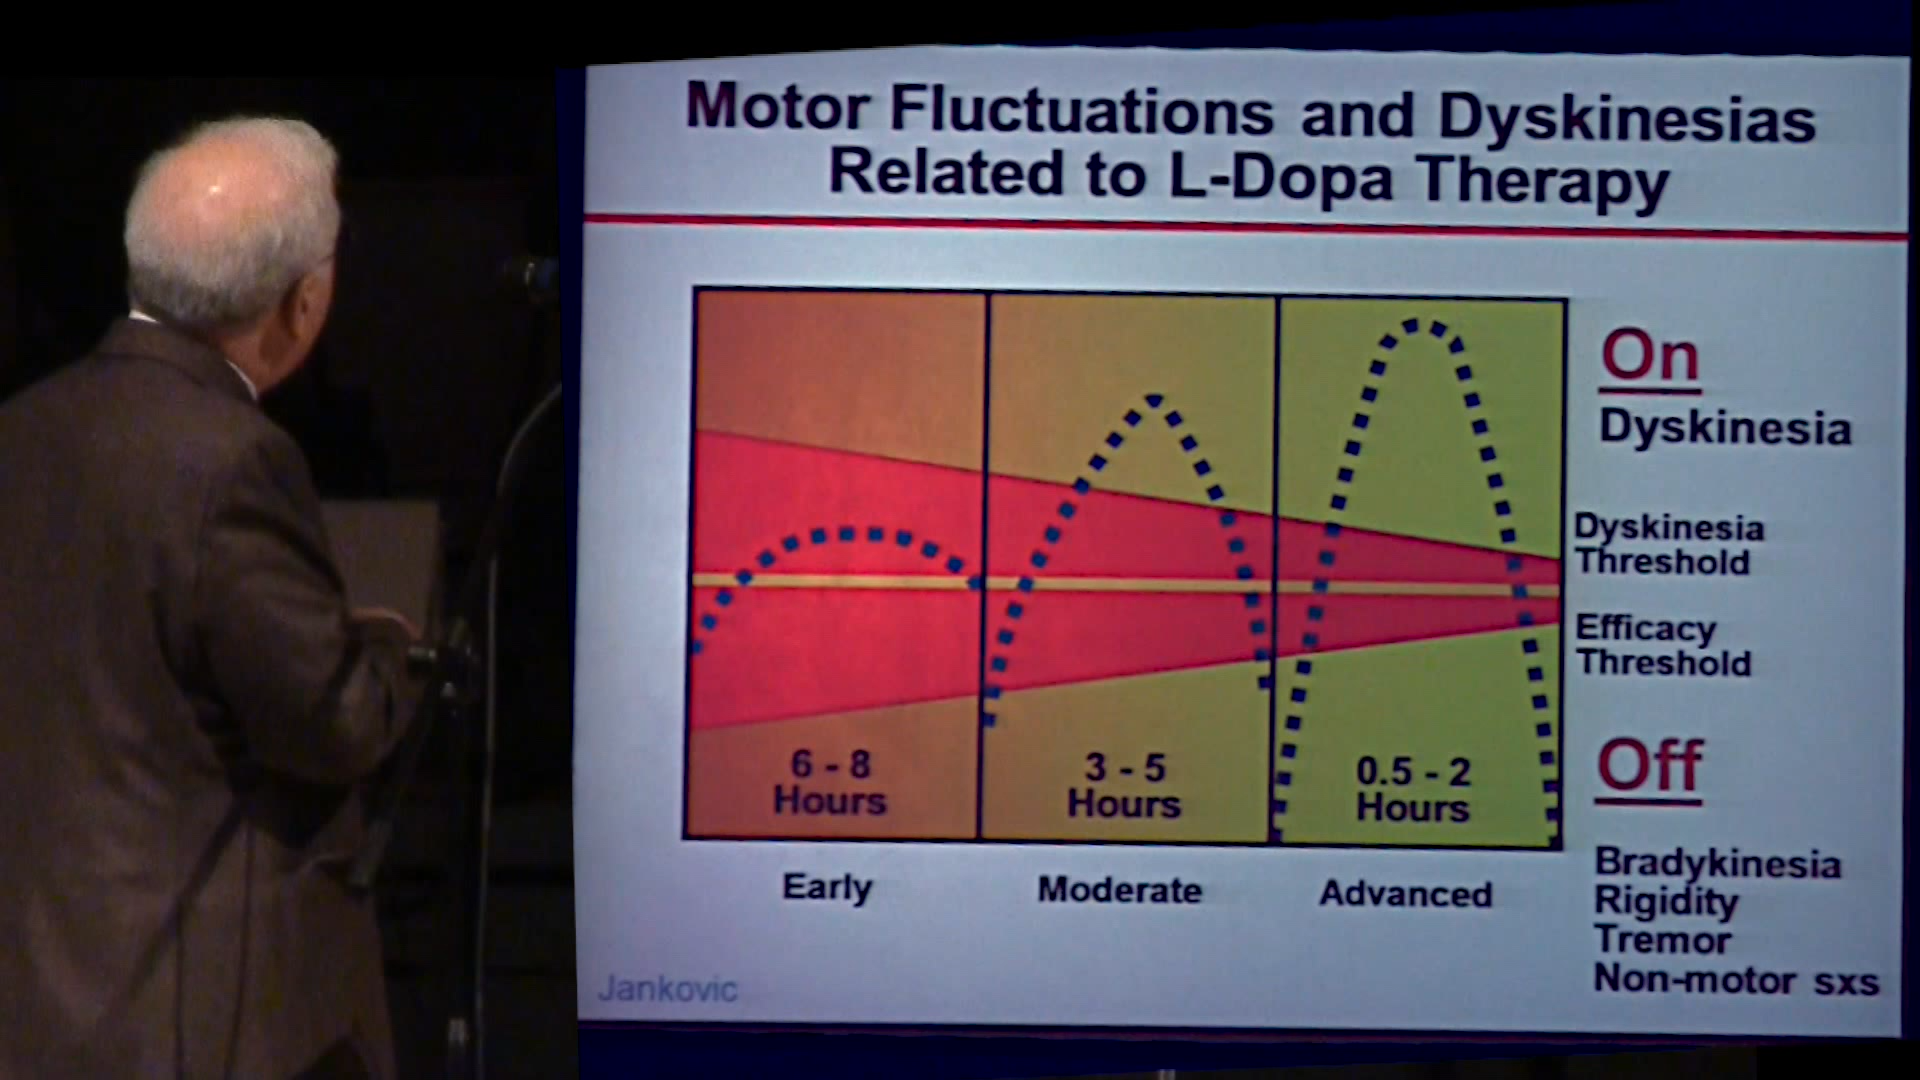 Motor Fluctuations and Dyskinesias
Related to L-Dopa Therapy
On
Dyskinesia
Dyskinesia
Threshold
Efficacy
Threshold
Off
Bradykinesia
Rigidity
Tremor
Non-motor sxs
6 - 8
Hours
3 - 5
Hours
0.5 - 2
Hours
Early
Moderate
Advanced
Jankovic